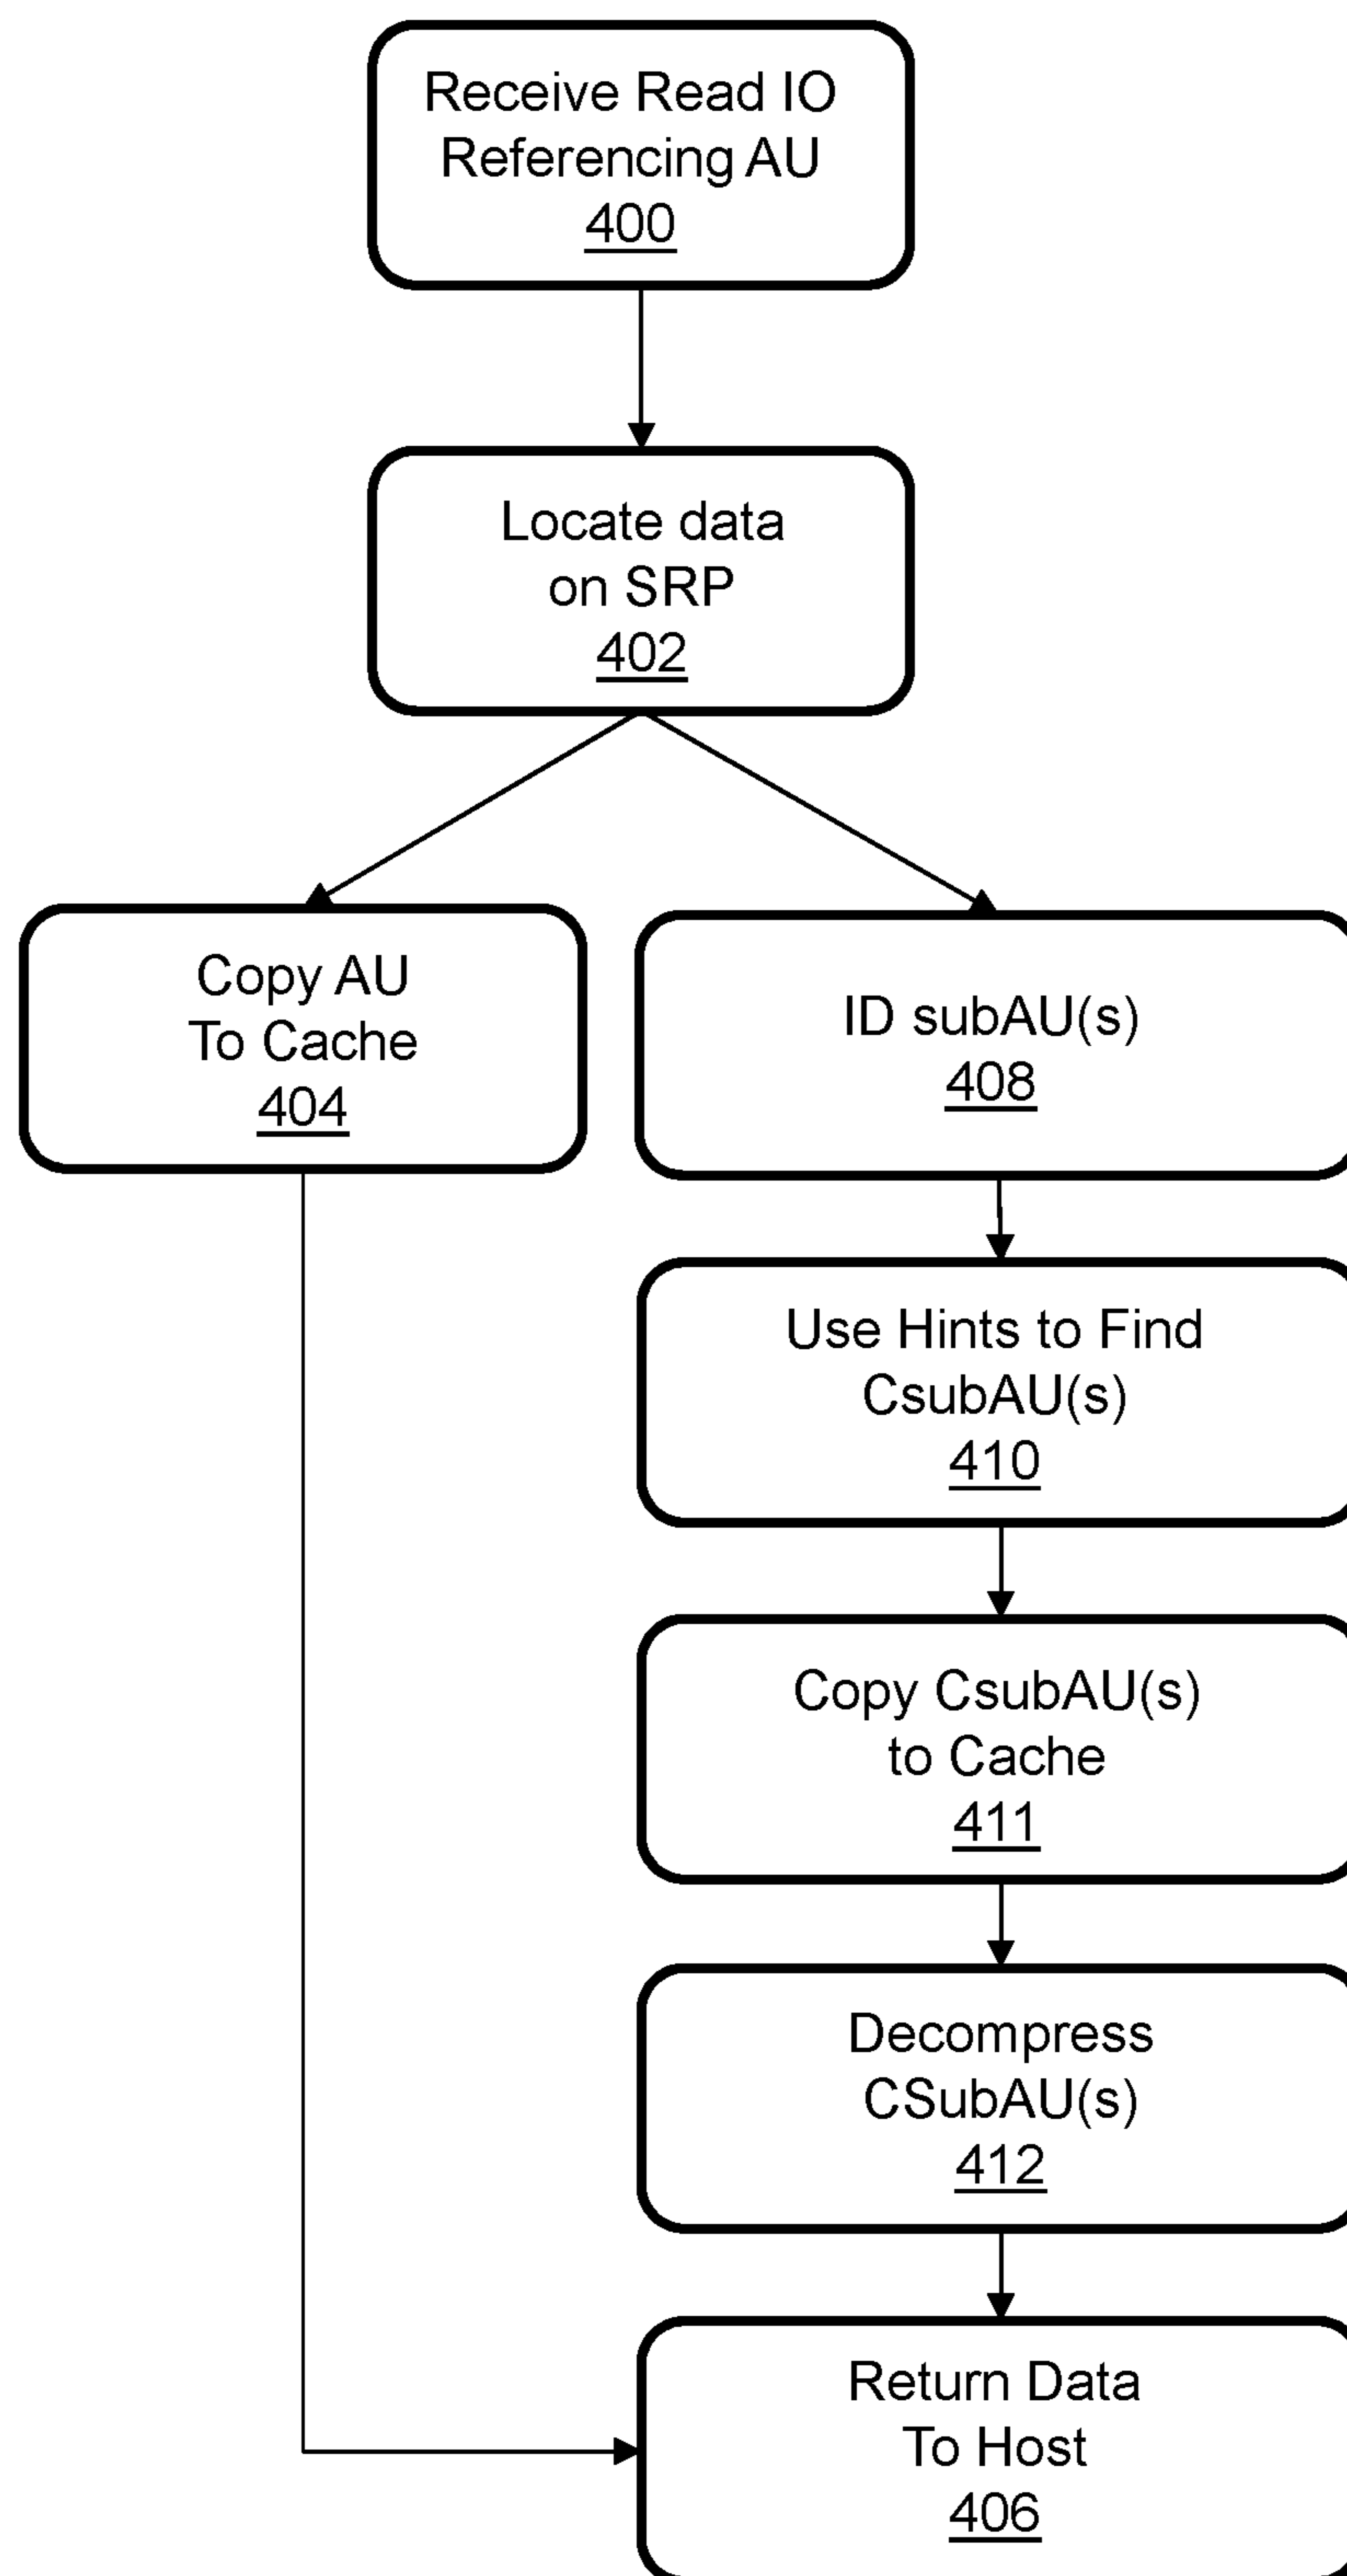 Receive Read IO
Referencing AU
400
Locate data
on SRP
402
Copy AU
To Cache
404
ID subAU(s)
408
Use Hints to Find
CsubAU(s)
410
Copy CsubAU(s)
to Cache
411
Decompress
CSubAU(s)
412
Return Data
To Host
406